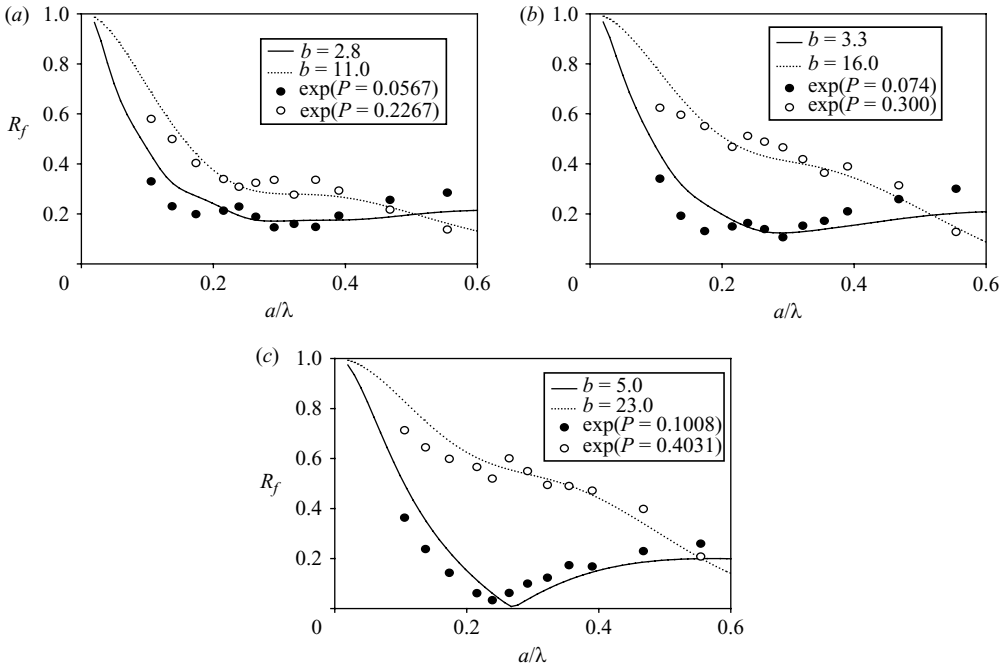 (a)
1.0
0.8
0.6
0.4
0.2
0
0.2
0.4
0.6
R_f
a/λ
b = 2.8
b = 11.0
exp(P = 0.0567)
exp(P = 0.2267)
(b)
1.0
0.8
0.6
0.4
0.2
0
0.2
0.4
0.6
a/λ
b = 3.3
b = 16.0
exp(P = 0.074)
exp(P = 0.300)
(c)
1.0
0.8
0.6
0.4
0.2
0
0.2
0.4
0.6
R_f
a/λ
b = 5.0
b = 23.0
exp(P = 0.1008)
exp(P = 0.4031)